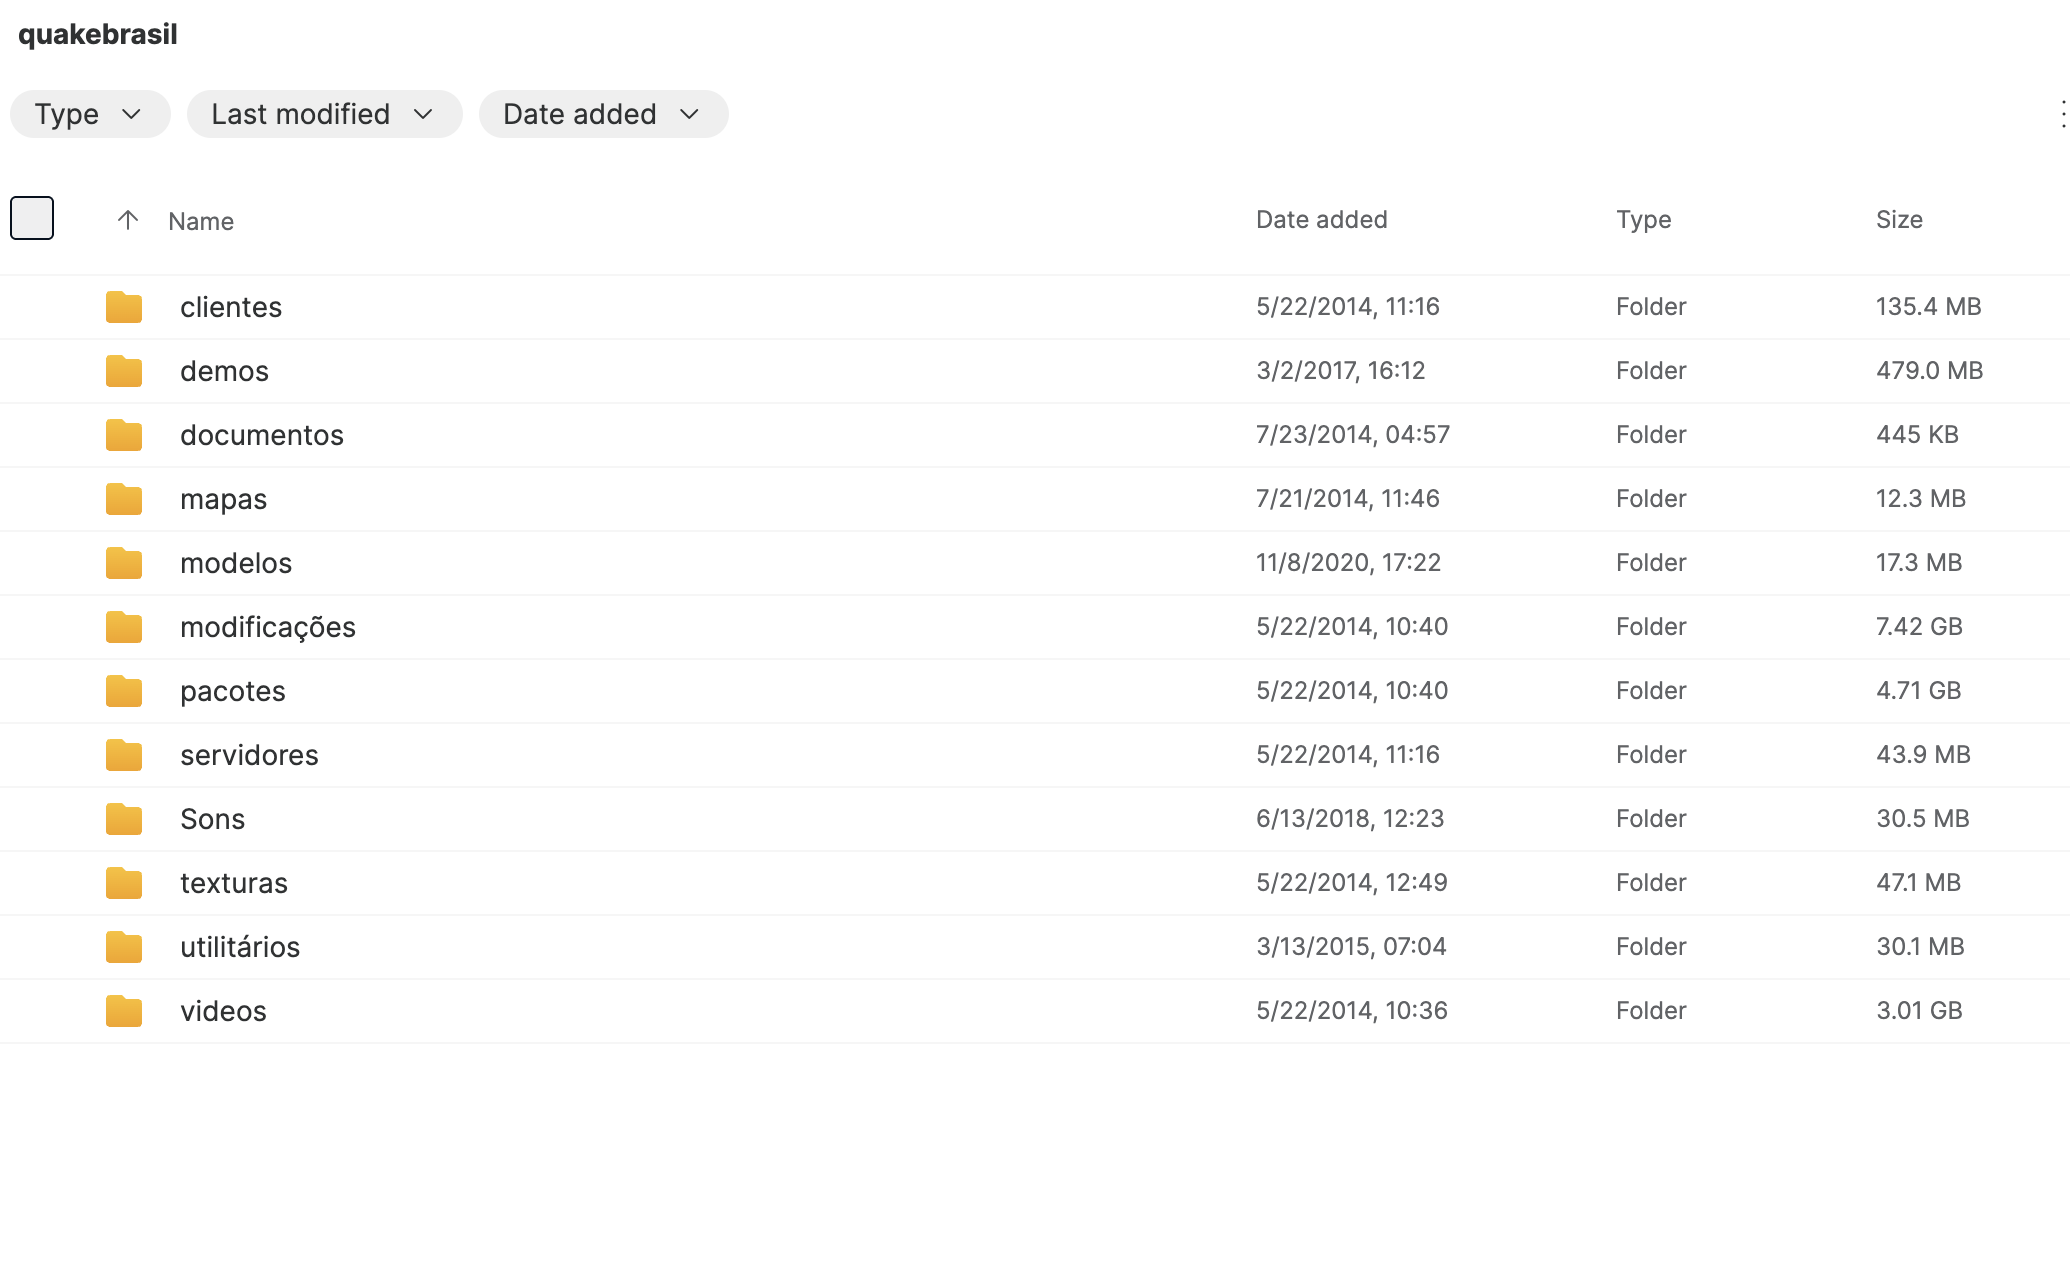 quakebrasil
Type Last modified Date added
Name Date added Type Size
clientes 5/22/2014, 11:16 Folder 135.4 MB
demos 3/2/2017, 16:12 Folder 479.0 MB
documentos 7/23/2014, 04:57 Folder 445 KB
mapas 7/21/2014, 11:46 Folder 12.3 MB
modelos 11/8/2020, 17:22 Folder 17.3 MB
modificações 5/22/2014, 10:40 Folder 7.42 GB
pacotes 5/22/2014, 10:40 Folder 4.71 GB
servidores 5/22/2014, 11:16 Folder 43.9 MB
Sons 6/13/2018, 12:23 Folder 30.5 MB
texturas 5/22/2014, 12:49 Folder 47.1 MB
utilitários 3/13/2015, 07:04 Folder 30.1 MB
videos 5/22/2014, 10:36 Folder 3.01 GB